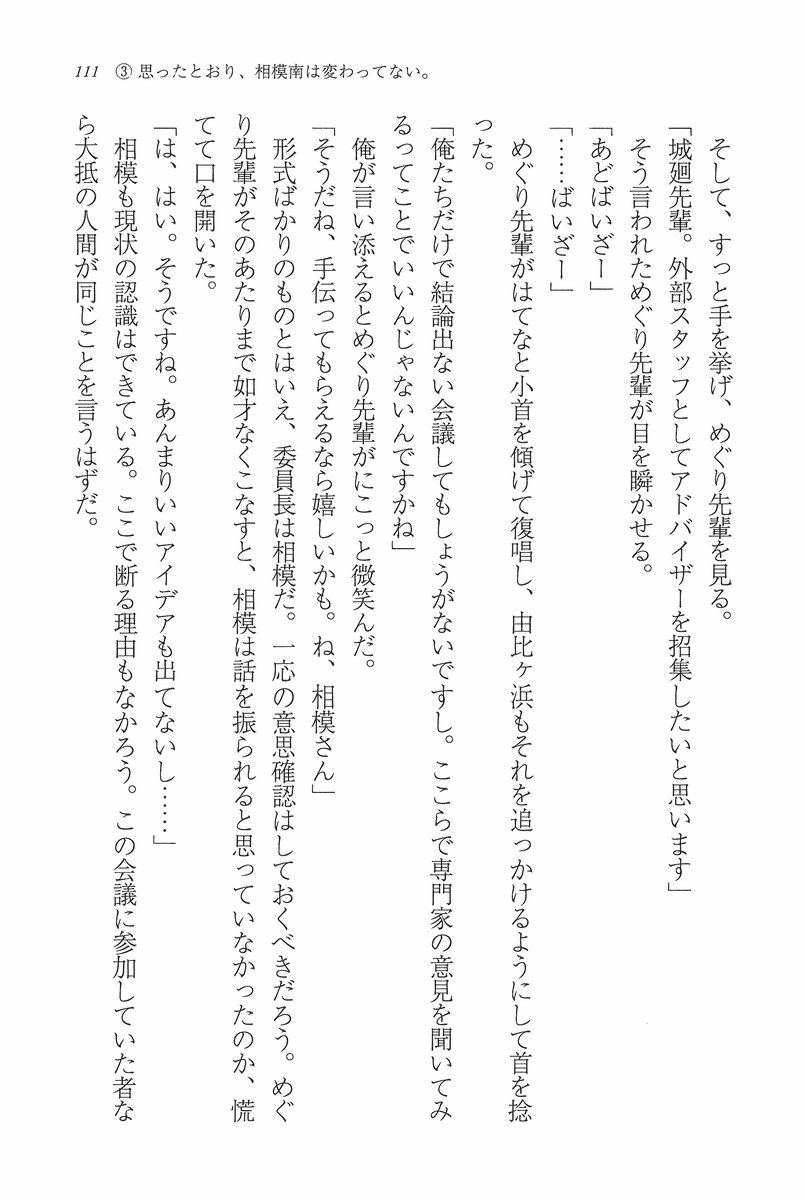 111 ③ 思ったとおり、相模南は変わってない。
そして、すっと手を挙げ、めぐり先輩を見る。
「城廻先輩。外部スタッフとしてアドバイザーを招集したいと思います」
そう言われためぐり先輩が目を瞬かせる。
「あどばいざー」
「……ばいざー」
めぐり先輩がはてなと小首を傾げて復唱し、由比ヶ浜もそれを追っかけるようにして首を捻
った。
「俺たちだけで結論出ない会議してもしょうがないですし。ここらで専門家の意見を聞いてみ
るってことでいいんじゃないんですかね」
俺が言い添えるとめぐり先輩がにこっと微笑んだ。
「そうだね、手伝ってもらえるなら嬉しいかも。ね、相模さん」
形式ばかりのものとはいえ、委員長は相模だ。一応の意思確認はしておくべきだろう。めぐ
り先輩がそのあたりまで如才なくこなすと、相模は話を振られると思っていなかったのか、慌
てて口を開いた。
「は、はい。そうですね。あんまりいいアイデアも出てないし……」
相模も現状の認識はできている。ここで断る理由もなかろう。この会議に参加していた者な
ら大抵の人間が同じことを言うはずだ。